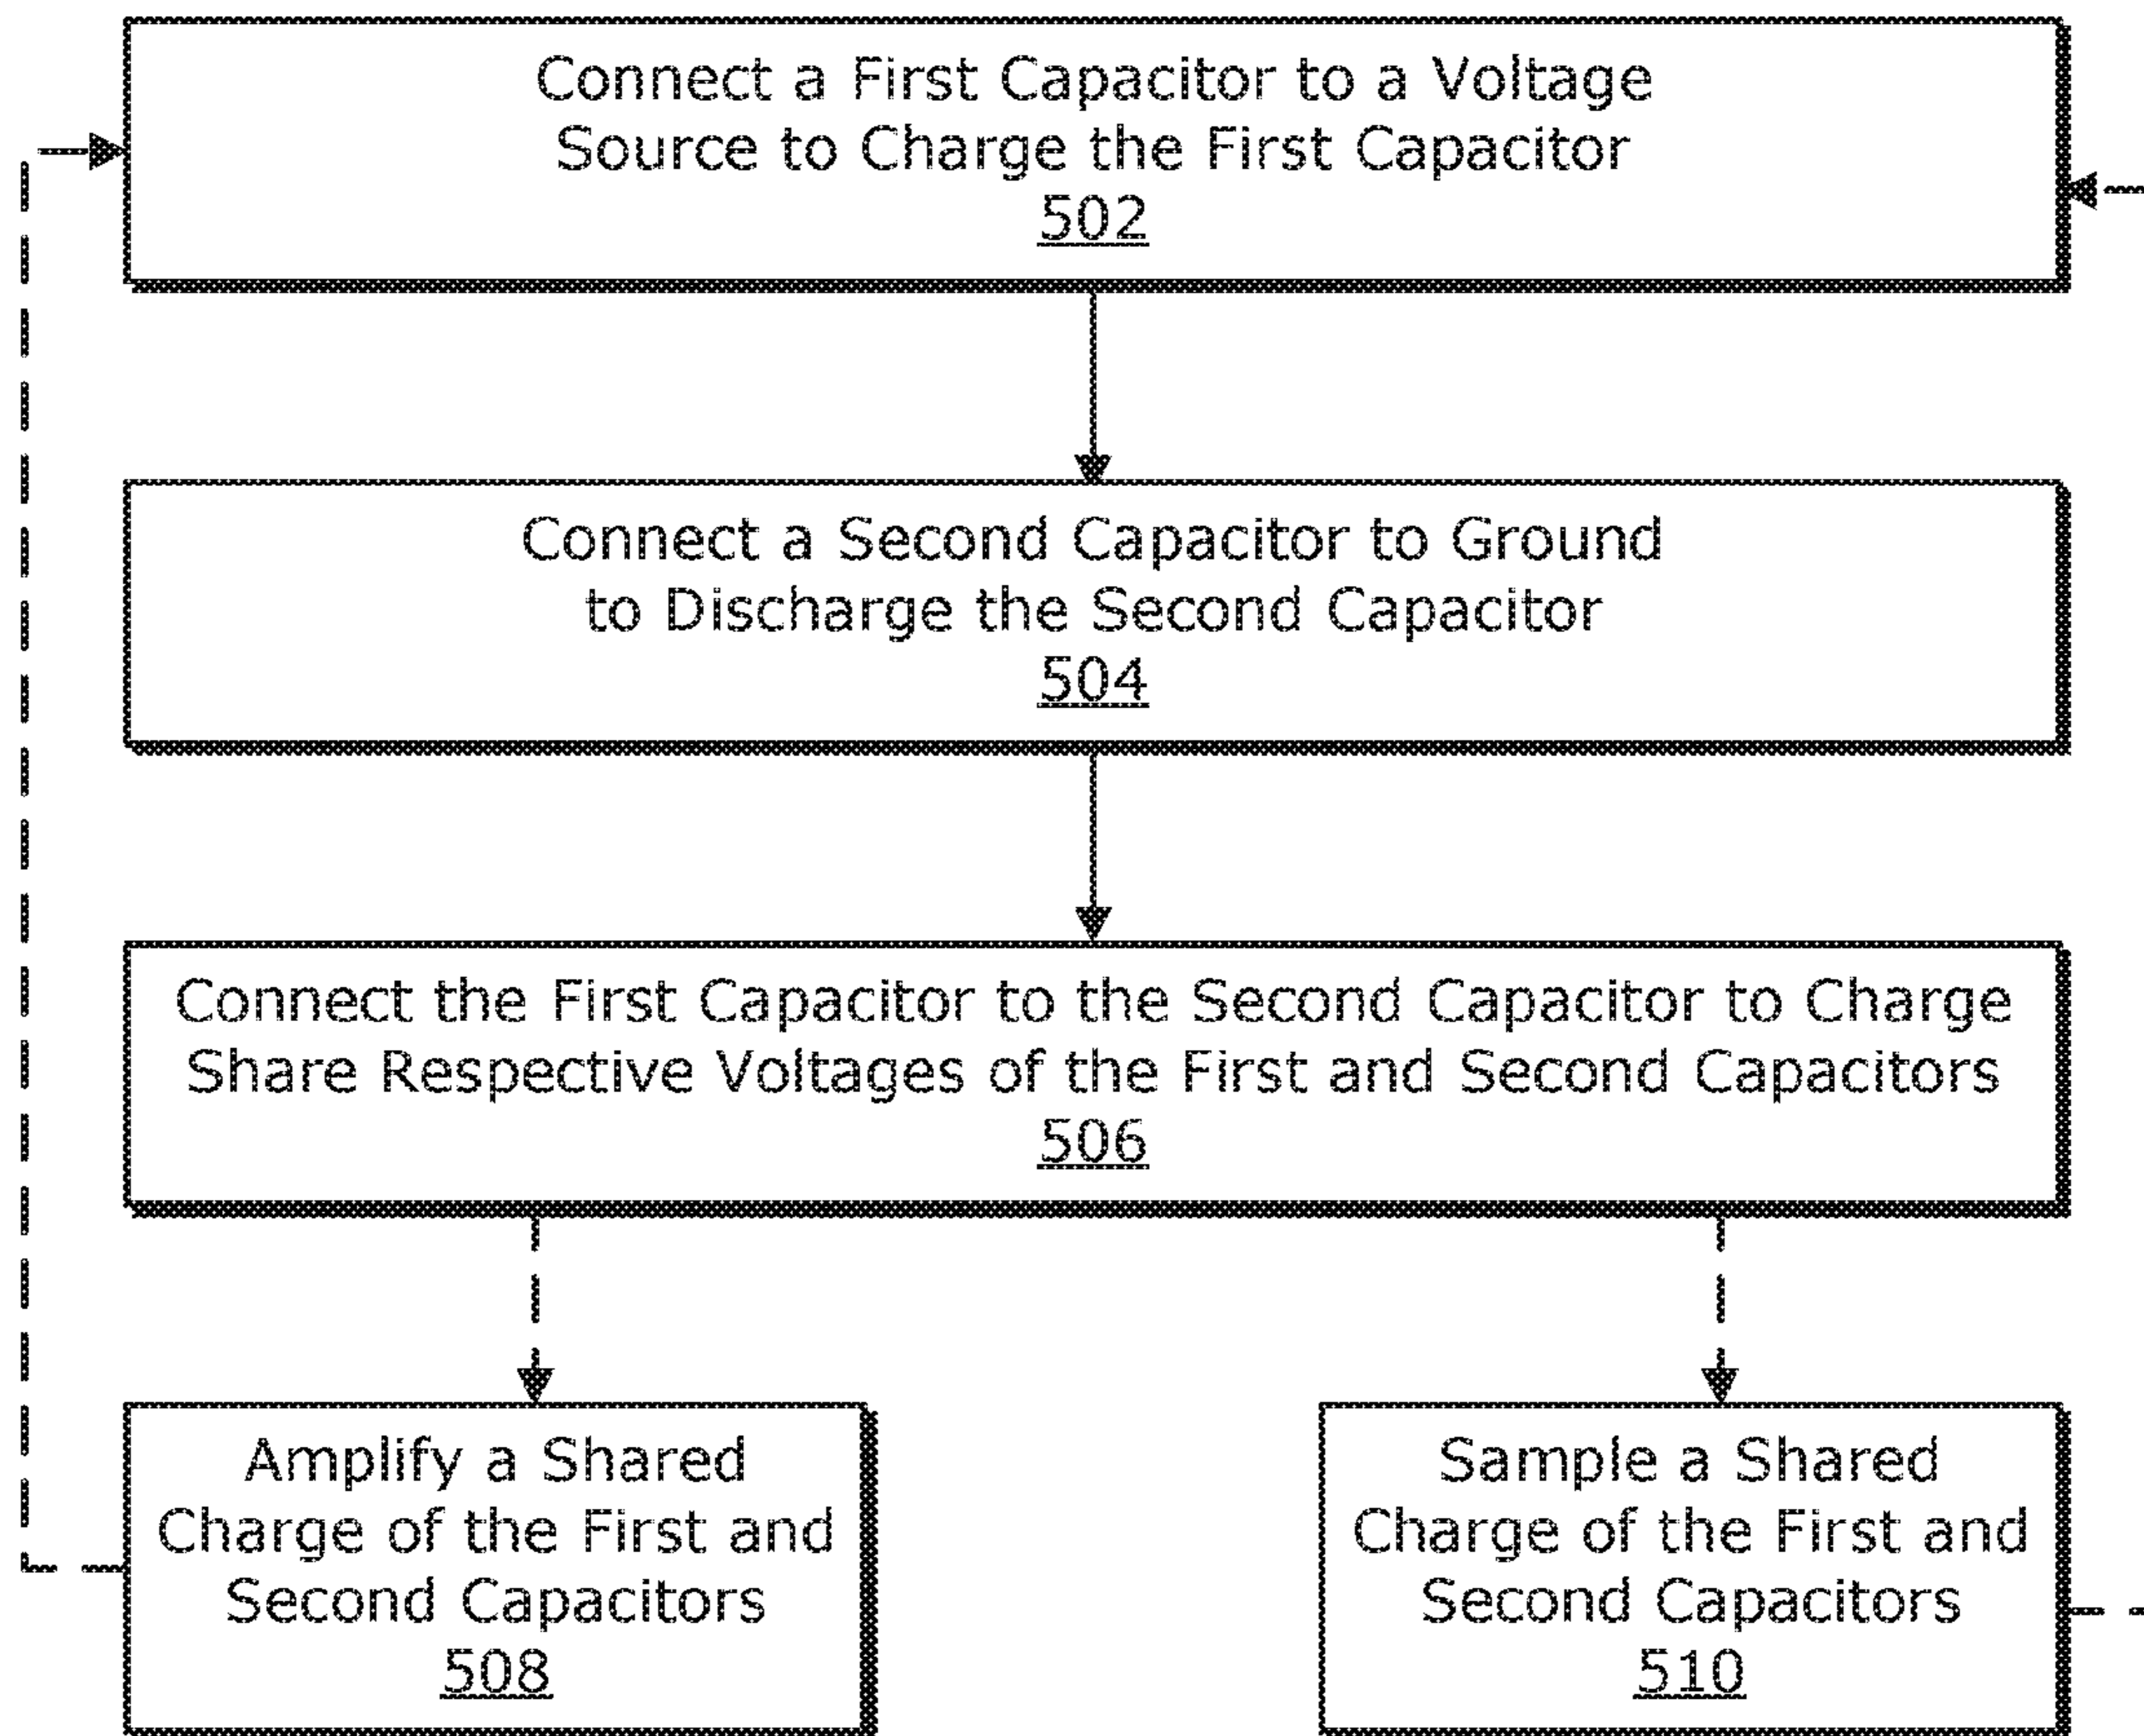 Connect a First Capacitor to a Voltage
Source to Charge the First Capacitor
502
Connect a Second Capacitor to Ground
to Discharge the Second Capacitor
504
Connect the First Capacitor to the Second Capacitor to Charge
Share Respective Voltages of the First and Second Capacitors
506
Amplify a Shared
Charge of the First and
Second Capacitors
508
Sample a Shared
Charge of the First and
Second Capacitors
510